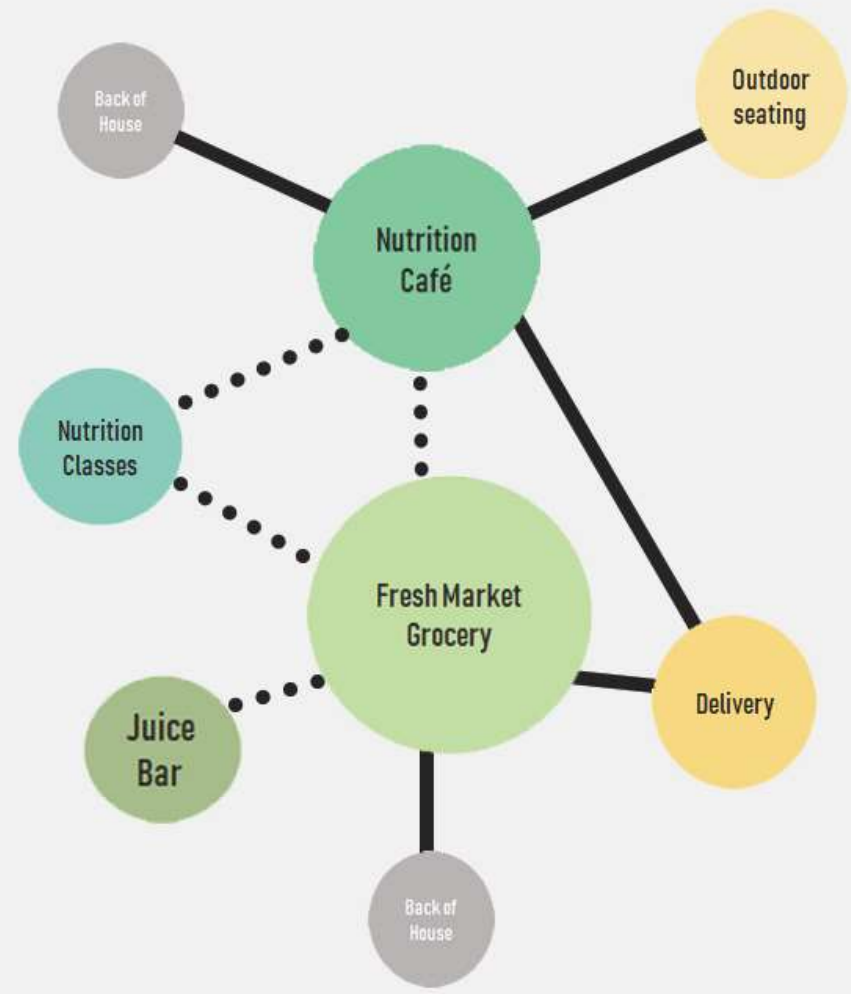 Back of
House
Outdoor
seating
Nutrition
Café
Nutrition
Classes
Fresh Market
Grocery
Juice
Bar
Delivery
Back of
House